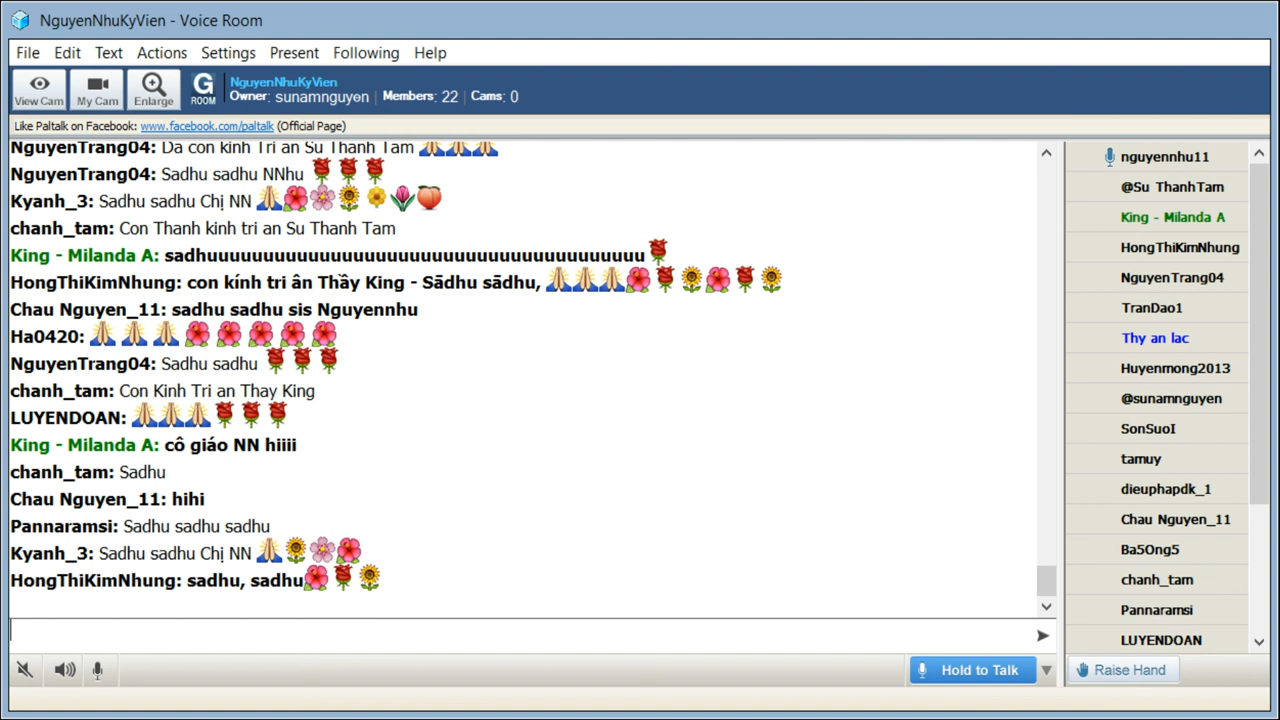 NguyenNhuKyVien - Voice Room
File Edit Text Actions Settings Present Following Help
View Cam My Cam Enlarge G ROOM
NguyenNhuKyVien
Owner: sunamnguyen | Members: 22 | Cams: 0
Like Paltalk on Facebook: www.facebook.com/paltalk (Official Page)
NguyenTrang04: Da con kinh Tri an Su Thanh Tam 🙏🙏🙏
NguyenTrang04: Sadhu sadhu NNhu 🌹🌹🌹
Kyanh_3: Sadhu sadhu Chị NN 🙏🌺🌸🌻🌼🌷🍑
chanh_tam: Con Thanh kinh tri an Su Thanh Tam
King - Milanda A: sadhuuuuuuuuuuuuuuuuuuuuuuuuuuuuuuuuuuuuuuu🌹
HongThiKimNhung: con kính tri ân Thầy King - Sādhu sādhu, 🙏🙏🙏🌺🌹🌻🌺🌹🌻
Chau Nguyen_11: sadhu sadhu sis Nguyennhu
Ha0420: 🙏🙏🙏🌺🌺🌺🌺🌺
NguyenTrang04: Sadhu sadhu 🌹🌹🌹
chanh_tam: Con Kinh Tri an Thay King
LUYENDOAN: 🙏🙏🙏🌹🌹🌹
King - Milanda A: cô giáo NN hiiii
chanh_tam: Sadhu
Chau Nguyen_11: hihi
Pannaramsi: Sadhu sadhu sadhu
Kyanh_3: Sadhu sadhu Chị NN 🙏🌻🌸🌺
HongThiKimNhung: sadhu, sadhu🌺🌹🌻
Hold to Talk
nguyennhu11
@Su ThanhTam
King - Milanda A
HongThiKimNhung
NguyenTrang04
TranDao1
Thy an lac
Huyenmong2013
@sunamnguyen
SonSuoI
tamuy
dieuphapdk_1
Chau Nguyen_11
Ba5Ong5
chanh_tam
Pannaramsi
LUYENDOAN
Raise Hand